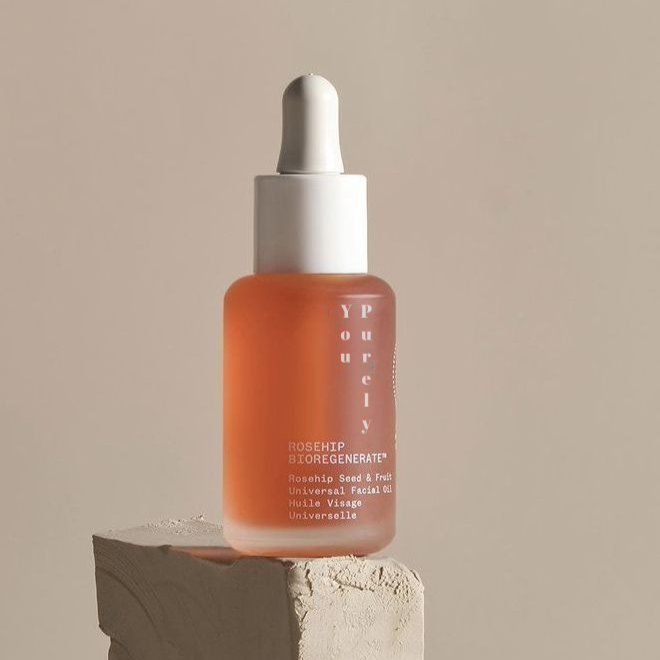 You
Purely
ROSEHIP
BIOREGENERATE™
Rosehip Seed & Fruit
Universal Facial Oil
Huile Visage
Universelle